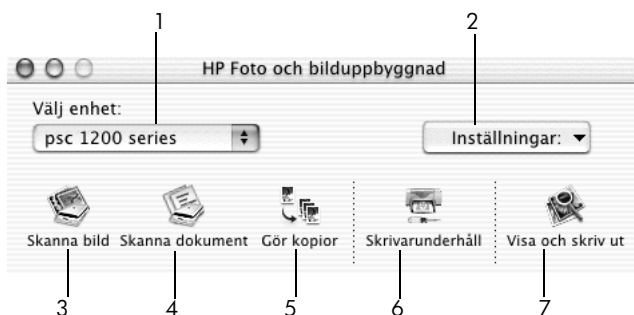 1 2
HP Foto och bilduppbyggnad
Välj enhet:
psc 1200 series Inställningar:
Skanna bild Skanna dokument Gör kopior Skrivarunderhåll Visa och skriv ut
3 4 5 6 7